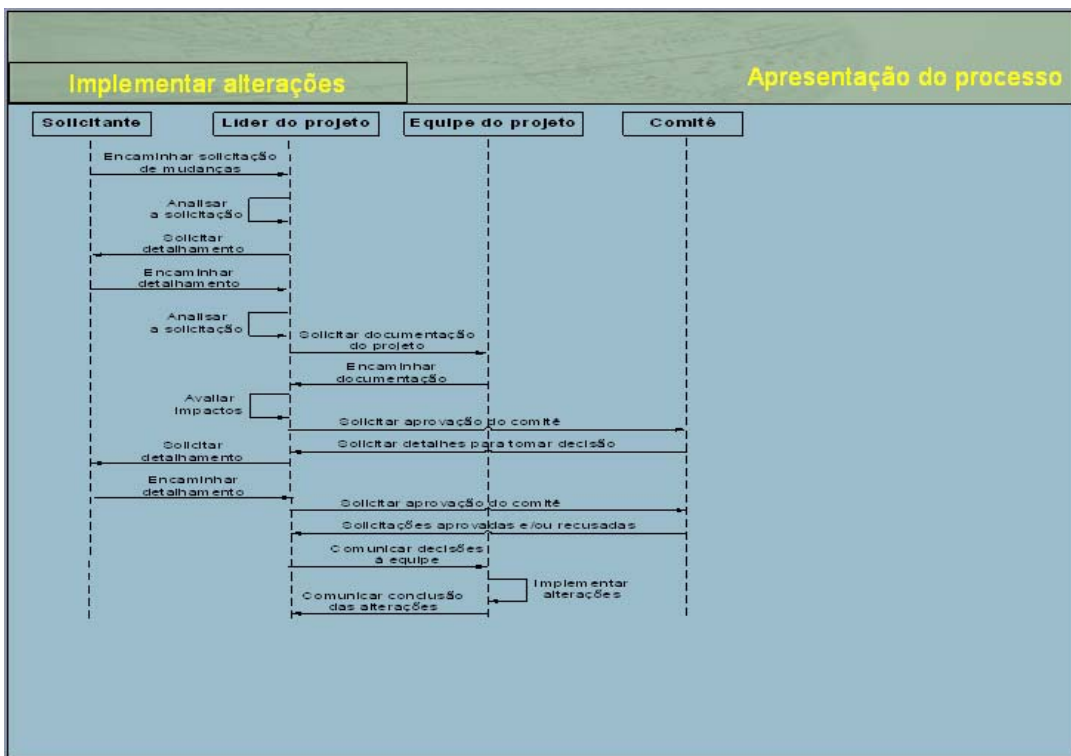 Implementar alterações
Apresentação do processo
Solicitante
Líder do projeto
Equipe do projeto
Comitê
Encaminhar solicitação
de mudanças
Analisar
a solicitação
Solicitar
detalhamento
Encaminhar
detalhamento
Analisar
a solicitação
Solicitar documentação
do projeto
Encaminhar
documentação
Avaliar
impactos
Solicitar aprovação do comitê
Solicitar detalhes para tomar decisão
Solicitar
detalhamento
Encaminhar
detalhamento
Solicitar aprovação do comitê
Solicitações aprovadas e/ou recusadas
Comunicar decisões
à equipe
Implementar
alterações
Comunicar conclusão
das alterações